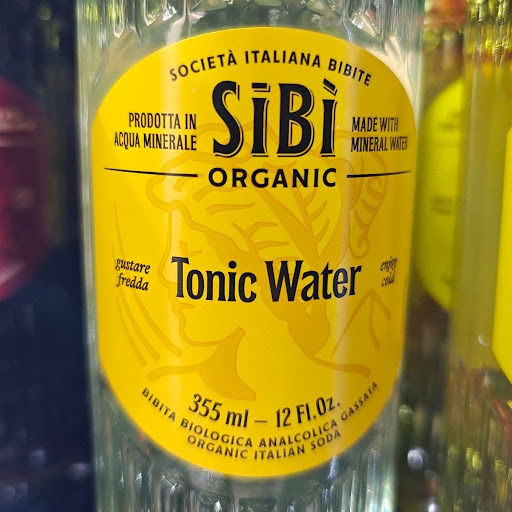 SOCIETÀ ITALIANA BIBITE
PRODOTTA IN
ACQUA MINERALE
SĪBÌ
MADE WITH
MINERAL WATER
ORGANIC
gustare
fredda
Tonic Water
enjoy
cold
355 ml – 12 Fl.Oz.
BIBITA BIOLOGICA ANALCOLICA GASSATA
ORGANIC ITALIAN SODA